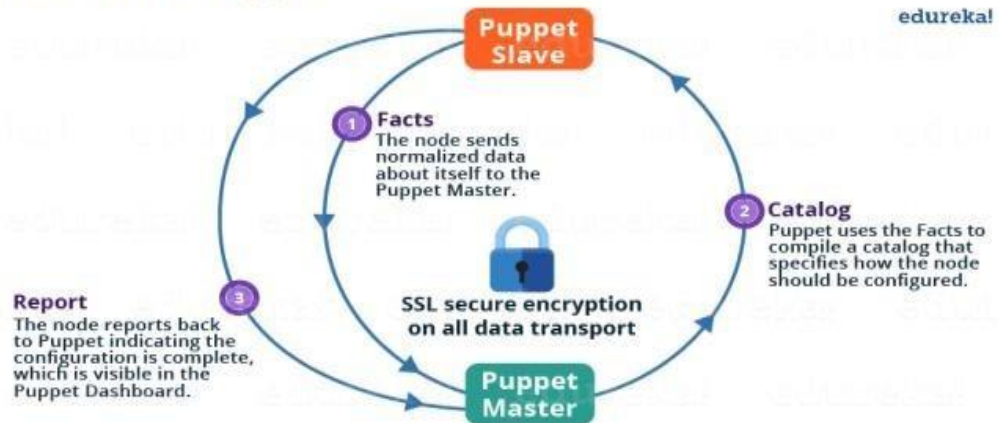 edureka!
Puppet
Slave
1
Facts
The node sends
normalized data
about itself to the
Puppet Master.
2
Catalog
Puppet uses the Facts to
compile a catalog that
specifies how the node
should be configured.
SSL secure encryption
on all data transport
3
Report
The node reports back
to Puppet indicating the
configuration is complete,
which is visible in the
Puppet Dashboard.
Puppet
Master